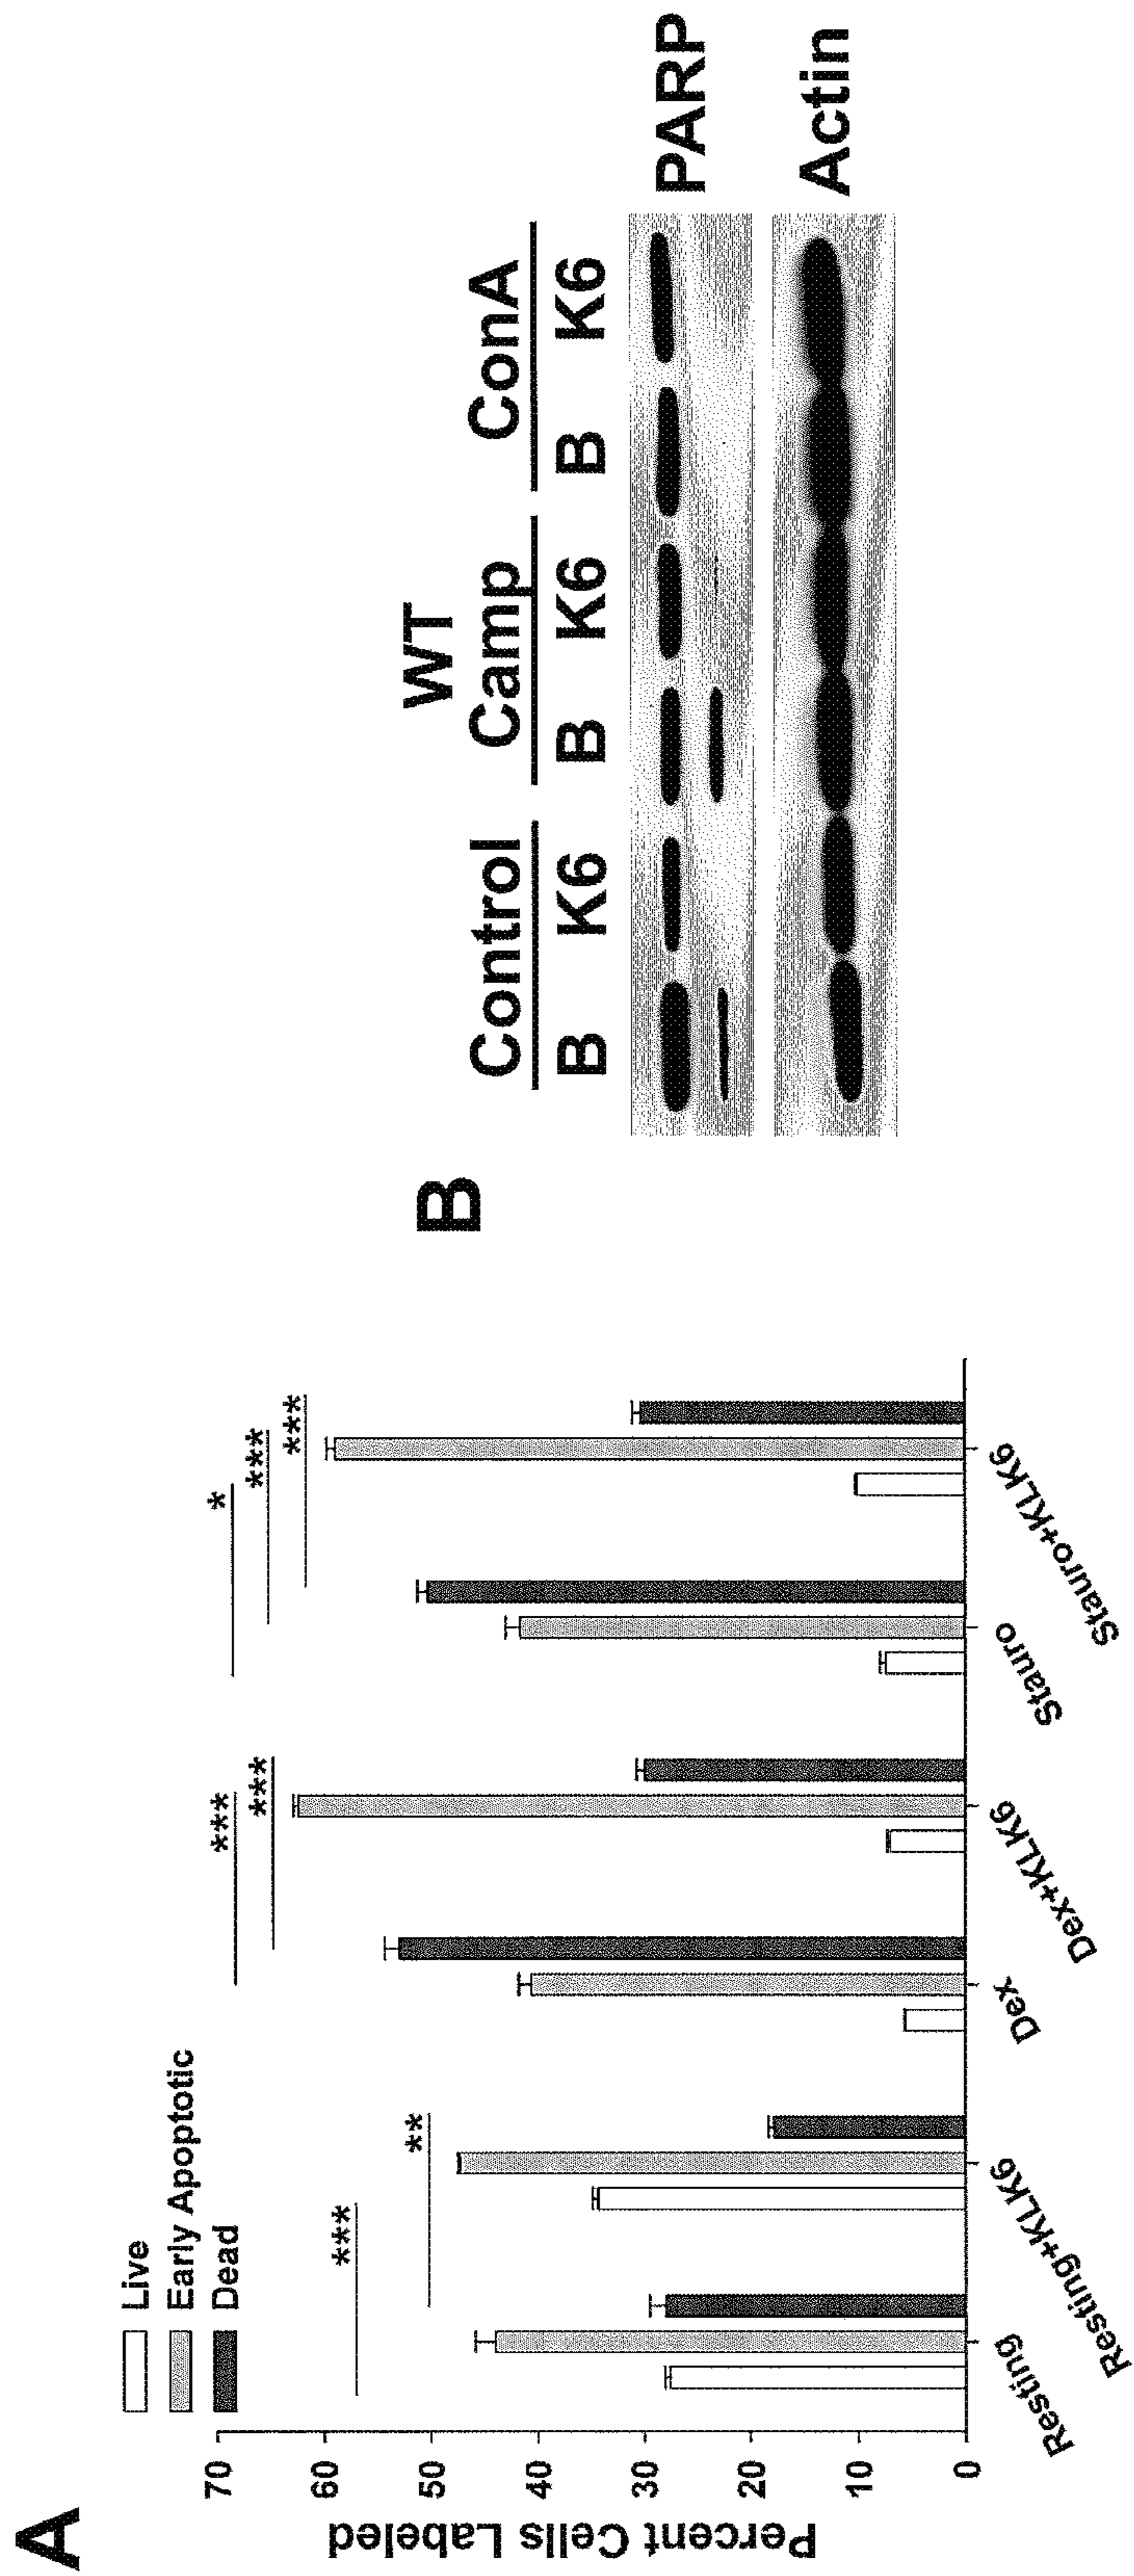 A
Live
Early Apoptotic
Dead
Percent Cells Labeled
70
60
50
40
30
20
10
0
***
**
***
***
*
***
***
Resting
Resting+KLK6
Dex
Dex+KLK6
Stauro
Stauro+KLK6
B
WT
Control Camp ConA
B K6 B K6 B K6
PARP
Actin